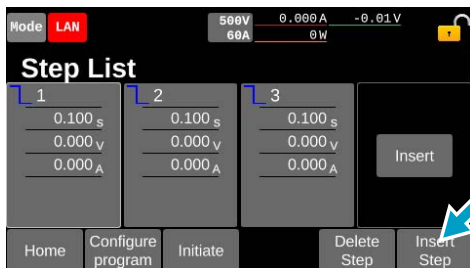 Mode LAN 500V 0.000 A -0.01 V
60A 0 W
Step List
1 2 3
0.100 s 0.100 s 0.100 s
0.000 V 0.000 V 0.000 V
0.000 A 0.000 A 0.000 A
Insert
Home Configure program Initiate Delete Step Insert Step